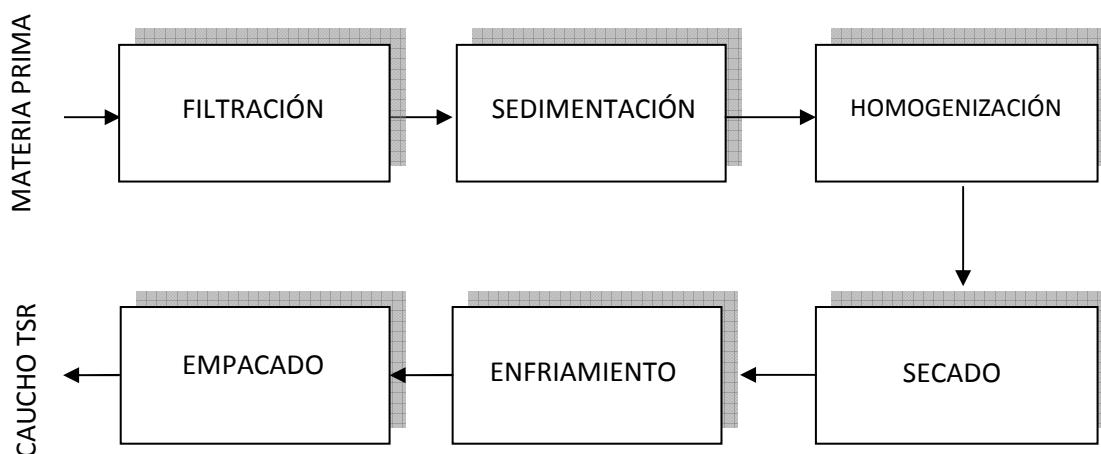 MATERIA PRIMA
FILTRACIÓN
SEDIMENTACIÓN
HOMOGENIZACIÓN
SECADO
ENFRIAMIENTO
EMPACADO
CAUCHO TSR